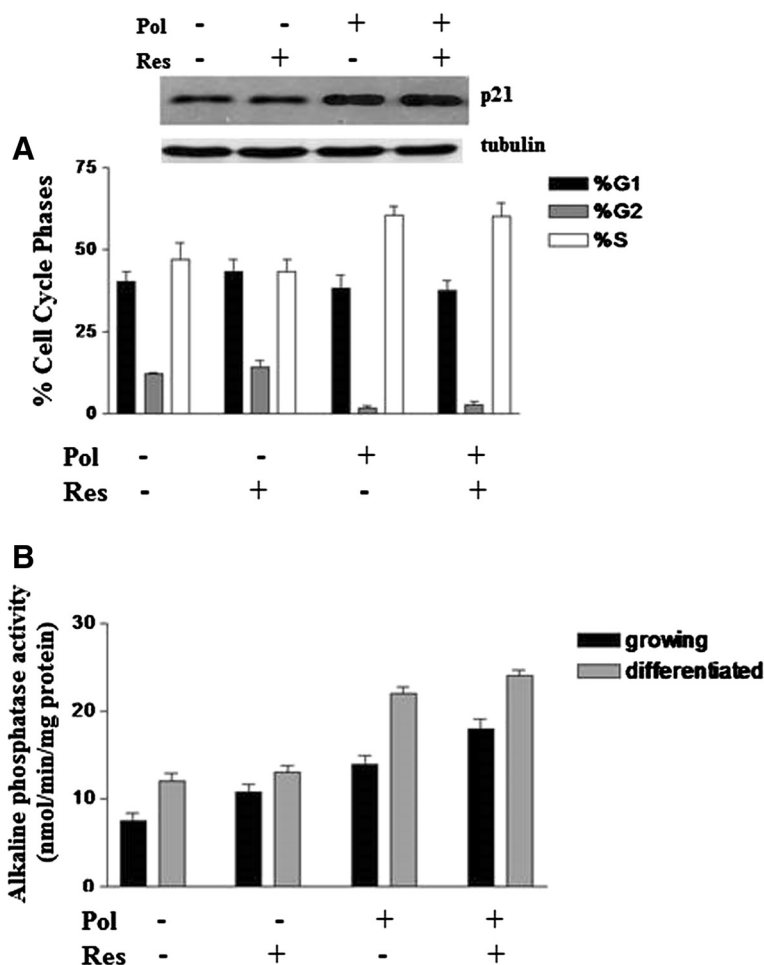 Pol - - + +
Res - + - +
p21
tubulin
A
75
50
25
0
% Cell Cycle Phases
%G1
%G2
%S
Pol - - + +
Res - + - +
B
30
20
10
0
Alkaline phosphatase activity
(nmol/min/mg protein)
growing
differentiated
Pol - - + +
Res - + - +